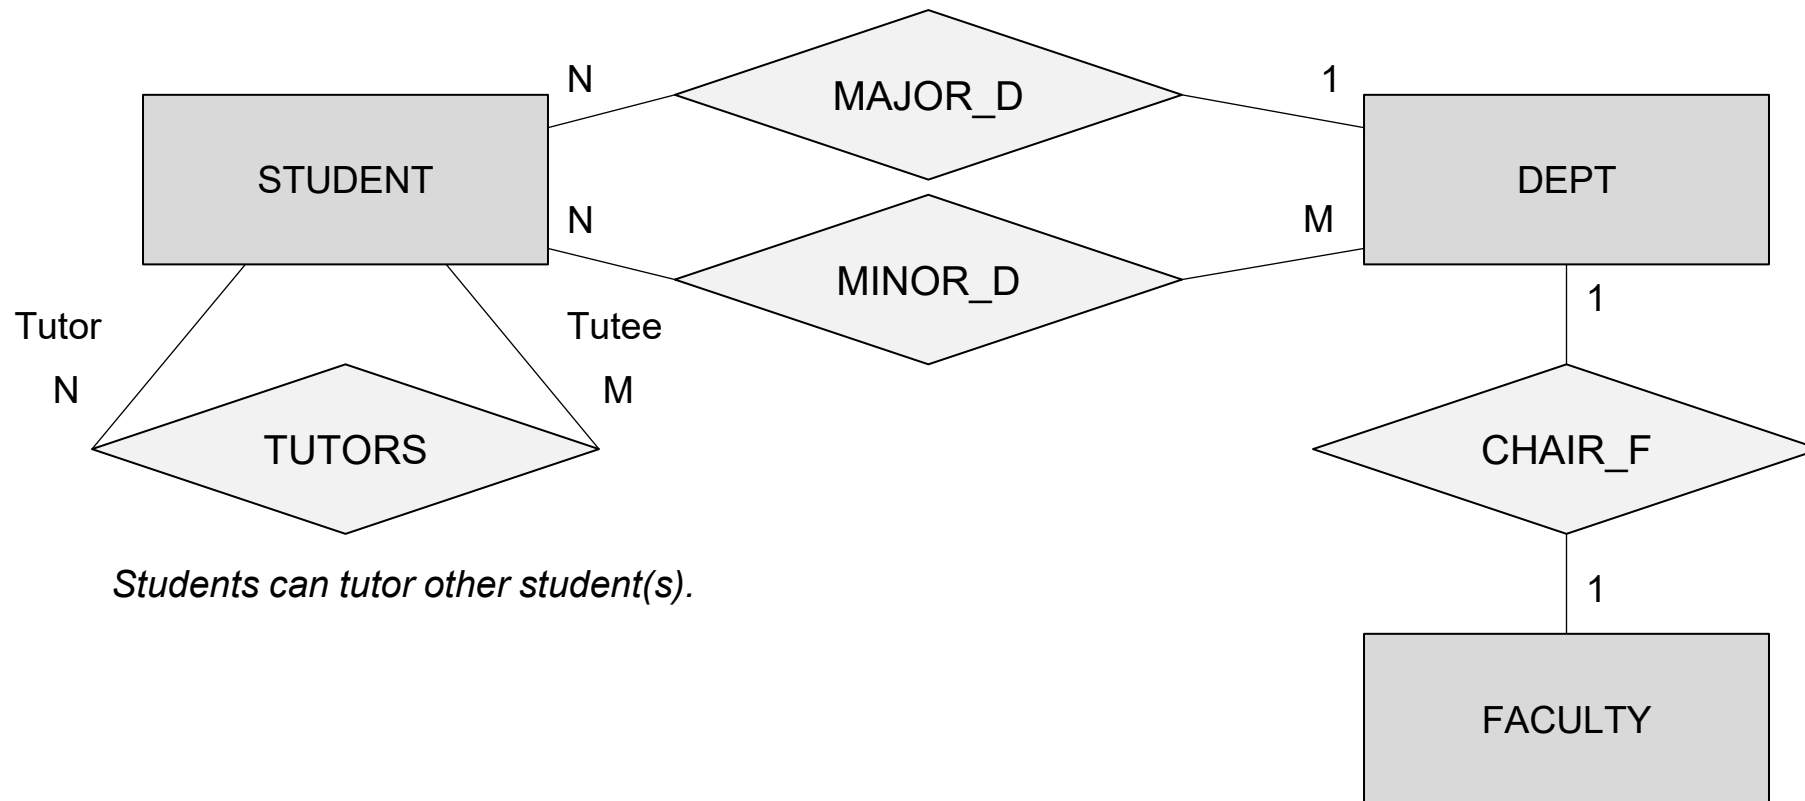 N
MAJOR_D
1
STUDENT
DEPT
N
MINOR_D
M
1
Tutor
Tutee
N
M
TUTORS
CHAIR_F
Students can tutor other student(s).
1
FACULTY